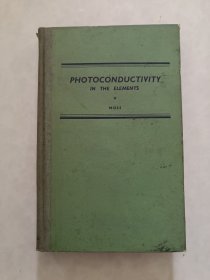 PHOTOCONDUCTIVITY
IN THE ELEMENTS
MOSS